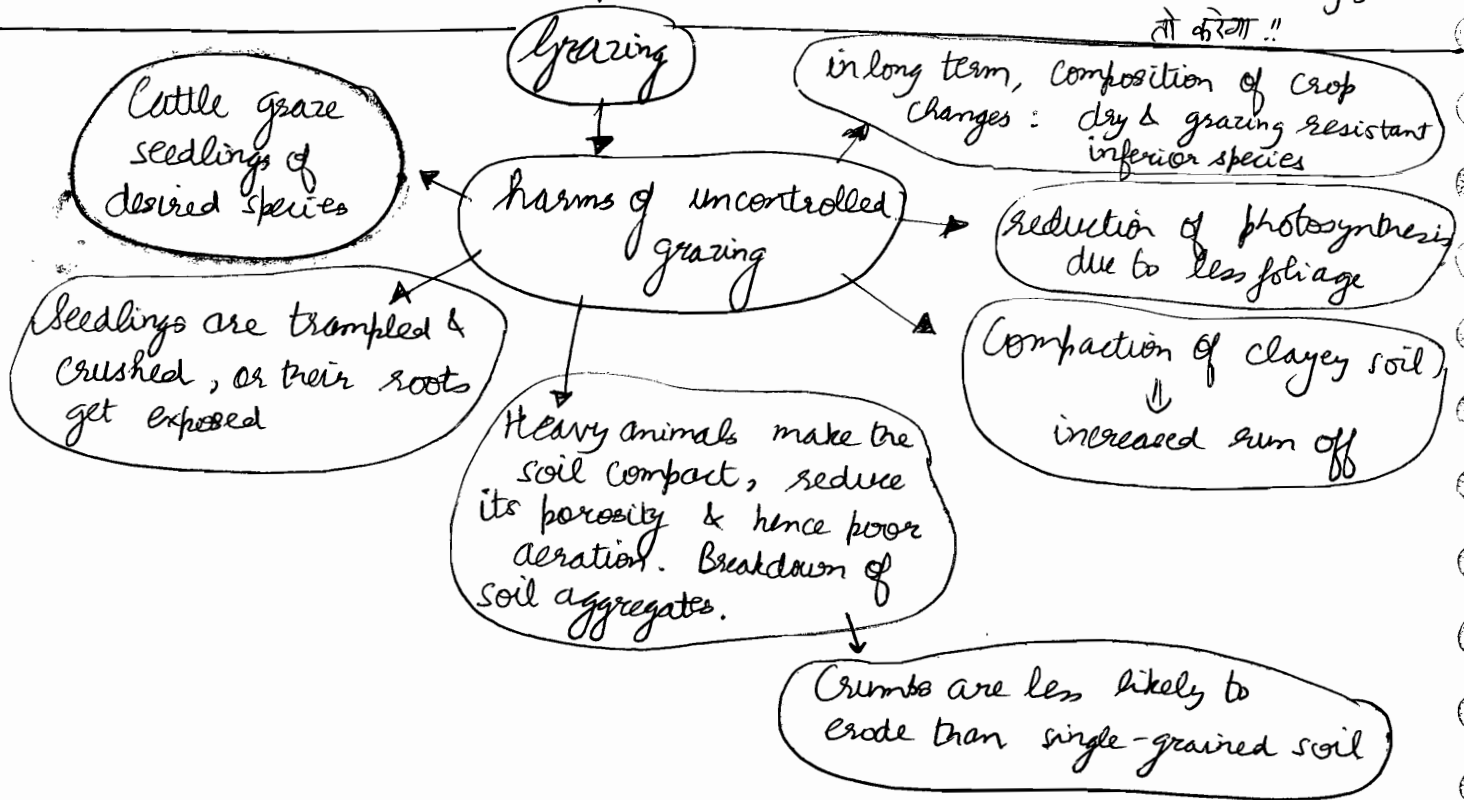 तो करेगा !!
Grazing
Cattle graze
seedlings of
desired species
in long term, composition of crop
changes : dry & grazing resistant
inferior species
harms of uncontrolled
grazing
reduction of photosynthesis
due to less foliage
Seedlings are trampled &
crushed, or their roots
get exposed
Compaction of clayey soil,
⇓
increased run off
Heavy animals make the
soil compact, reduce
its porosity & hence poor
aeration. Breakdown of
soil aggregates.
Crumbs are less likely to
erode than single-grained soil